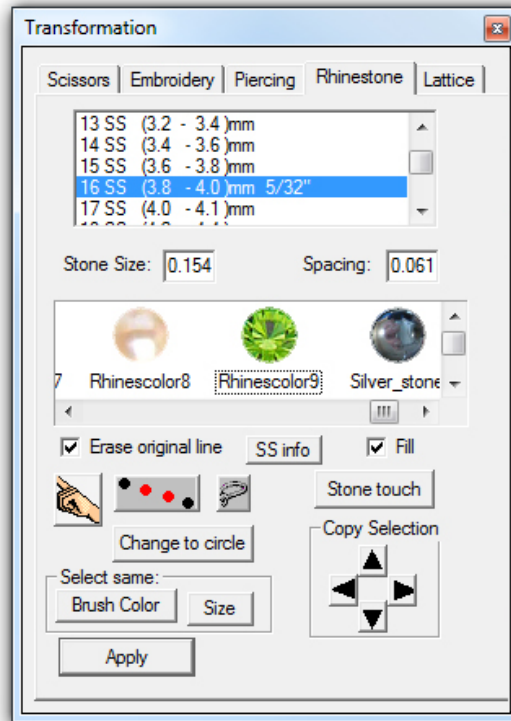 Transformation
Scissors Embroidery Piercing Rhinestone Lattice
13 SS (3.2 - 3.4 )mm
14 SS (3.4 - 3.6 )mm
15 SS (3.6 - 3.8 )mm
16 SS (3.8 - 4.0 )mm 5/32"
17 SS (4.0 - 4.1 )mm
Stone Size: 0.154 Spacing: 0.061
7 Rhinescolor8 Rhinescolor9 Silver_stone
Erase original line SS info Fill
Stone touch
Change to circle
Copy Selection
Select same:
Brush Color Size
Apply